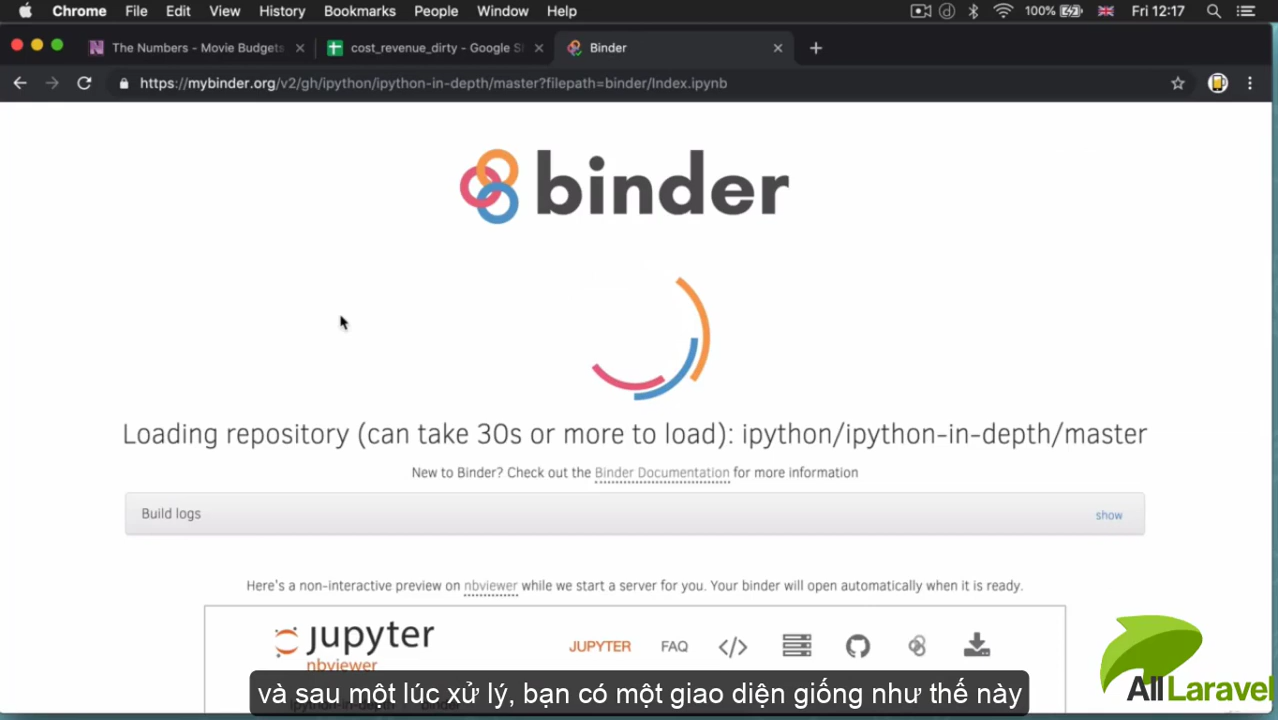 Chrome File Edit View History Bookmarks People Window Help 100% Fri 12:17
The Numbers - Movie Budgets cost_revenue_dirty - Google S Binder
https://mybinder.org/v2/gh/ipython/ipython-in-depth/master?filepath=binder/Index.ipynb
binder
Loading repository (can take 30s or more to load): ipython/ipython-in-depth/master
New to Binder? Check out the Binder Documentation for more information
Build logs show
Here's a non-interactive preview on nbviewer while we start a server for you. Your binder will open automatically when it is ready.
jupyter
nbviewer
JUPYTER FAQ </>
và sau một lúc xử lý, bạn có một giao diện giống như thế này
All Laravel